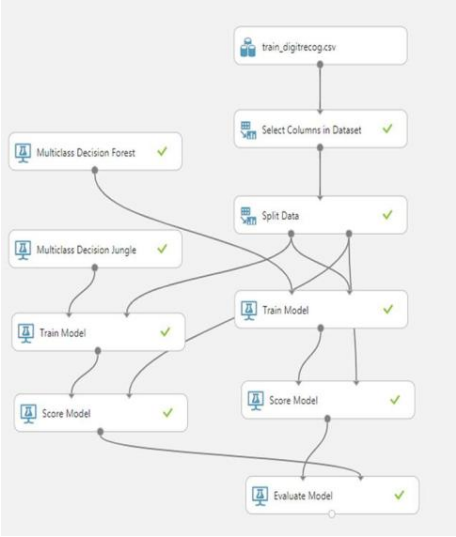 train_digitrecog.csv
Select Columns in Dataset
Multiclass Decision Forest
Split Data
Multiclass Decision Jungle
Train Model
Train Model
Score Model
Score Model
Evaluate Model